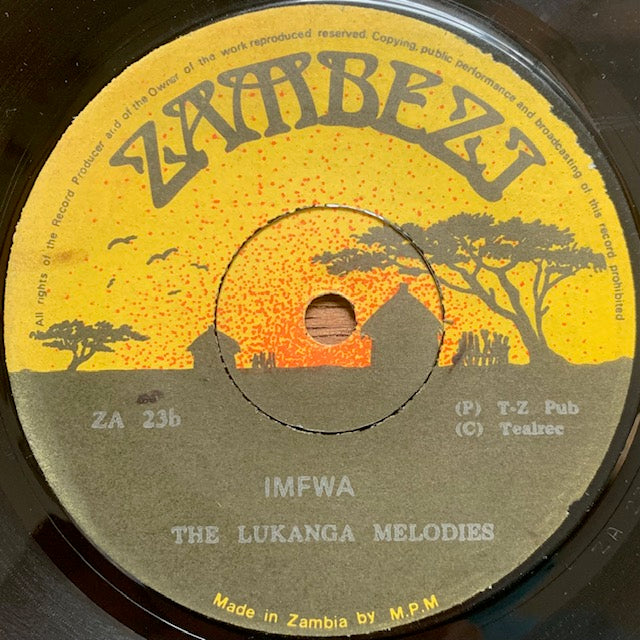 All rights of the Record Producer and of the Owner of the work reproduced reserved. Copying, public performance and broadcasting of this record prohibited
ZAMBEZI
ZA 23b
(P) T-Z Pub
(C) Tealrec
IMFWA
THE LUKANGA MELODIES
Made in Zambia by M.P.M
ZA